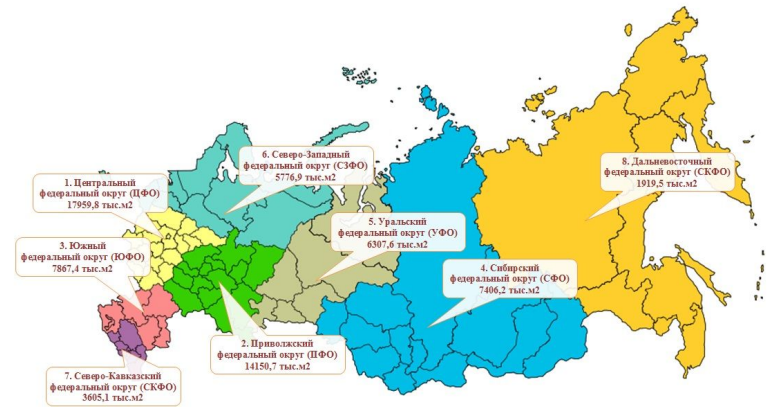 6. Северо-Западный
федеральный округ (СЗФО)
5776,9 тыс.м2
8. Дальневосточный
федеральный округ (СКФО)
1919,5 тыс.м2
1. Центральный
федеральный округ (ЦФО)
17959,8 тыс.м2
5. Уральский
федеральный округ (УФО)
6307,6 тыс.м2
3. Южный
федеральный округ (ЮФО)
7867,4 тыс.м2
4. Сибирский
федеральный округ (СФО)
7406,2 тыс.м2
2. Приволжский
федеральный округ (ПФО)
14150,7 тыс.м2
7. Северо-Кавказский
федеральный округ (СКФО)
3605,1 тыс.м2